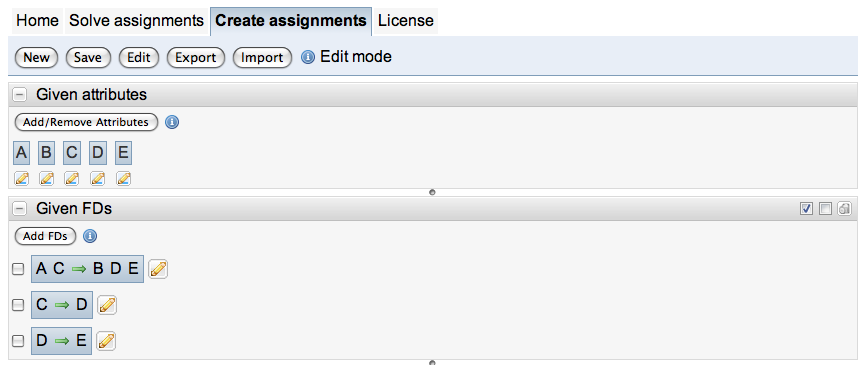 Home Solve assignments Create assignments License
New Save Edit Export Import i Edit mode
Given attributes
Add/Remove Attributes i
A B C D E
Given FDs
Add FDs i
A C ⇒ B D E
C ⇒ D
D ⇒ E